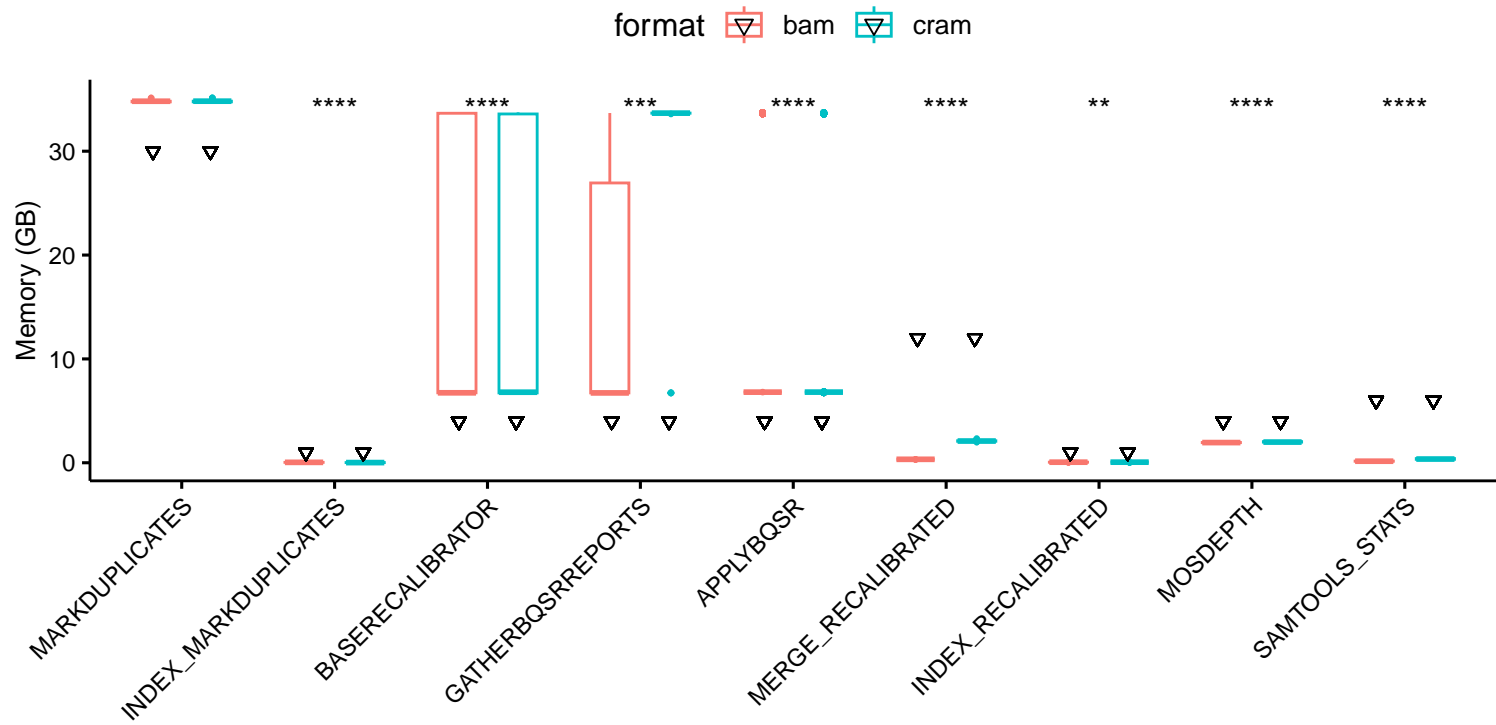 format bam cram
**** **** *** **** **** ** **** ****
Memory (GB)
30
20
10
0
MARKDUPLICATES
INDEX_MARKDUPLICATES
BASERECALIBRATOR
GATHERBQSRREPORTS
APPLYBQSR
MERGE_RECALIBRATED
INDEX_RECALIBRATED
MOSDEPTH
SAMTOOLS_STATS